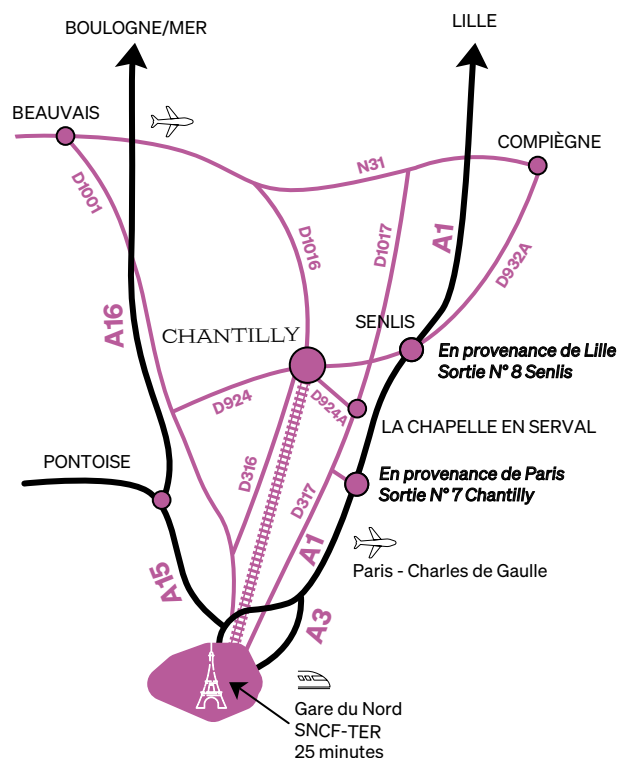 BOULOGNE/MER
LILLE
BEAUVAIS
COMPIÈGNE
N31
D1001
D1016
D1017
A1
D932A
A16
CHANTILLY
SENLIS
En provenance de Lille
Sortie N° 8 Senlis
D924
D924A
LA CHAPELLE EN SERVAL
PONTOISE
D316
D317
En provenance de Paris
Sortie N° 7 Chantilly
A15
A1
Paris - Charles de Gaulle
A3
Gare du Nord
SNCF-TER
25 minutes